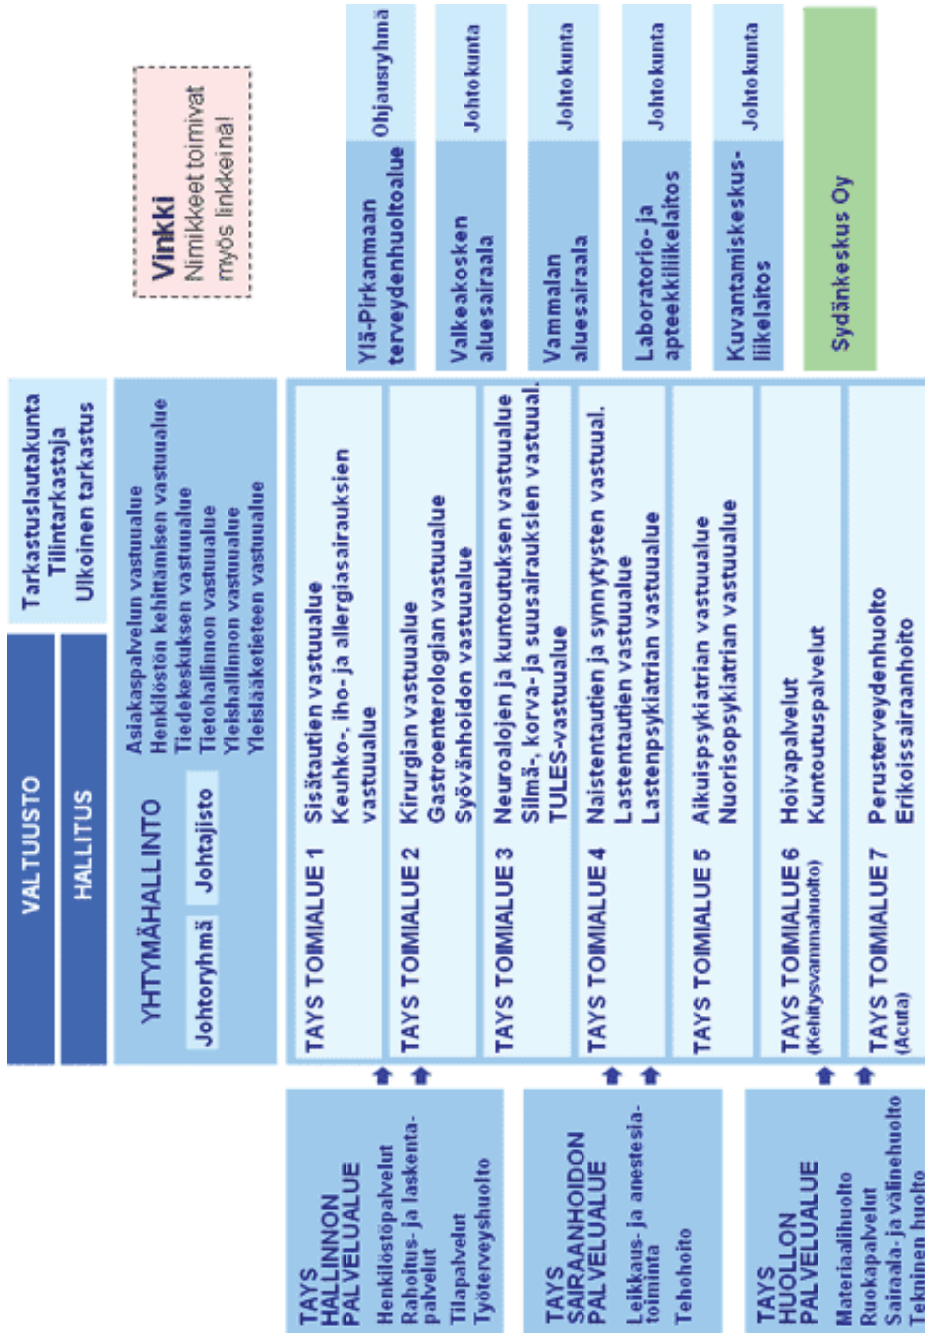 VALTUUSTO
HALLITUS
Tarkastuslautakunta
Tilintarkastaja
Ulkoinen tarkastus
Vinkki
Nimikkeet toimivat
myös linkkeinä!
YHTYMÄHALLINTO
Johtoryhmä
Johtajisto
Asiakaspalvelun vastuualue
Henkilöstön kehittämisen vastuualue
Tiedekeskuksen vastuualue
Tietohallinnon vastuualue
Yleishallinnon vastuualue
Yleislääketieteen vastuualue
TAYS
HALLINNON
PALVELUALUE
Henkilöstöpalvelut
Rahoitus- ja laskenta-
palvelut
Tilapalvelut
Työterveyshuolto
TAYS
SAIRAANHOIDON
PALVELUALUE
Leikkaus- ja anestesia-
toiminta
Tehohoito
TAYS
HUOLLON
PALVELUALUE
Materiaalihuolto
Ruokapalvelut
Sairaala- ja välinehuolto
Tekninen huolto
TAYS TOIMIALUE 1
Sisätautien vastuualue
Keuhko-, iho- ja allergiasairauksien
vastuualue
TAYS TOIMIALUE 2
Kirurgian vastuualue
Gastroenterologian vastuualue
Syövänhoidon vastuualue
TAYS TOIMIALUE 3
Neuroalojen ja kuntoutuksen vastuualue
Silmä-, korva- ja suusairauksien vastuual.
TULES-vastuualue
TAYS TOIMIALUE 4
Naistentautien ja synnytysten vastuual.
Lastentautien vastuualue
Lastenpsykiatrian vastuualue
TAYS TOIMIALUE 5
Aikuispsykiatrian vastuualue
Nuorisopsykiatrian vastuualue
TAYS TOIMIALUE 6
(Kehitysvammahuolto)
Hoivapalvelut
Kuntoutuspalvelut
TAYS TOIMIALUE 7
(Acuta)
Perusterveydenhuolto
Erikoissairaanhoito
Ylä-Pirkanmaan
terveydenhuoltoalue
Ohjausryhmä
Valkeakosken
aluesairaala
Johtokunta
Vammalan
aluesairaala
Johtokunta
Laboratorio- ja
apteekkiliikelaitos
Johtokunta
Kuvantamiskeskus-
liikelaitos
Johtokunta
Sydänkeskus Oy